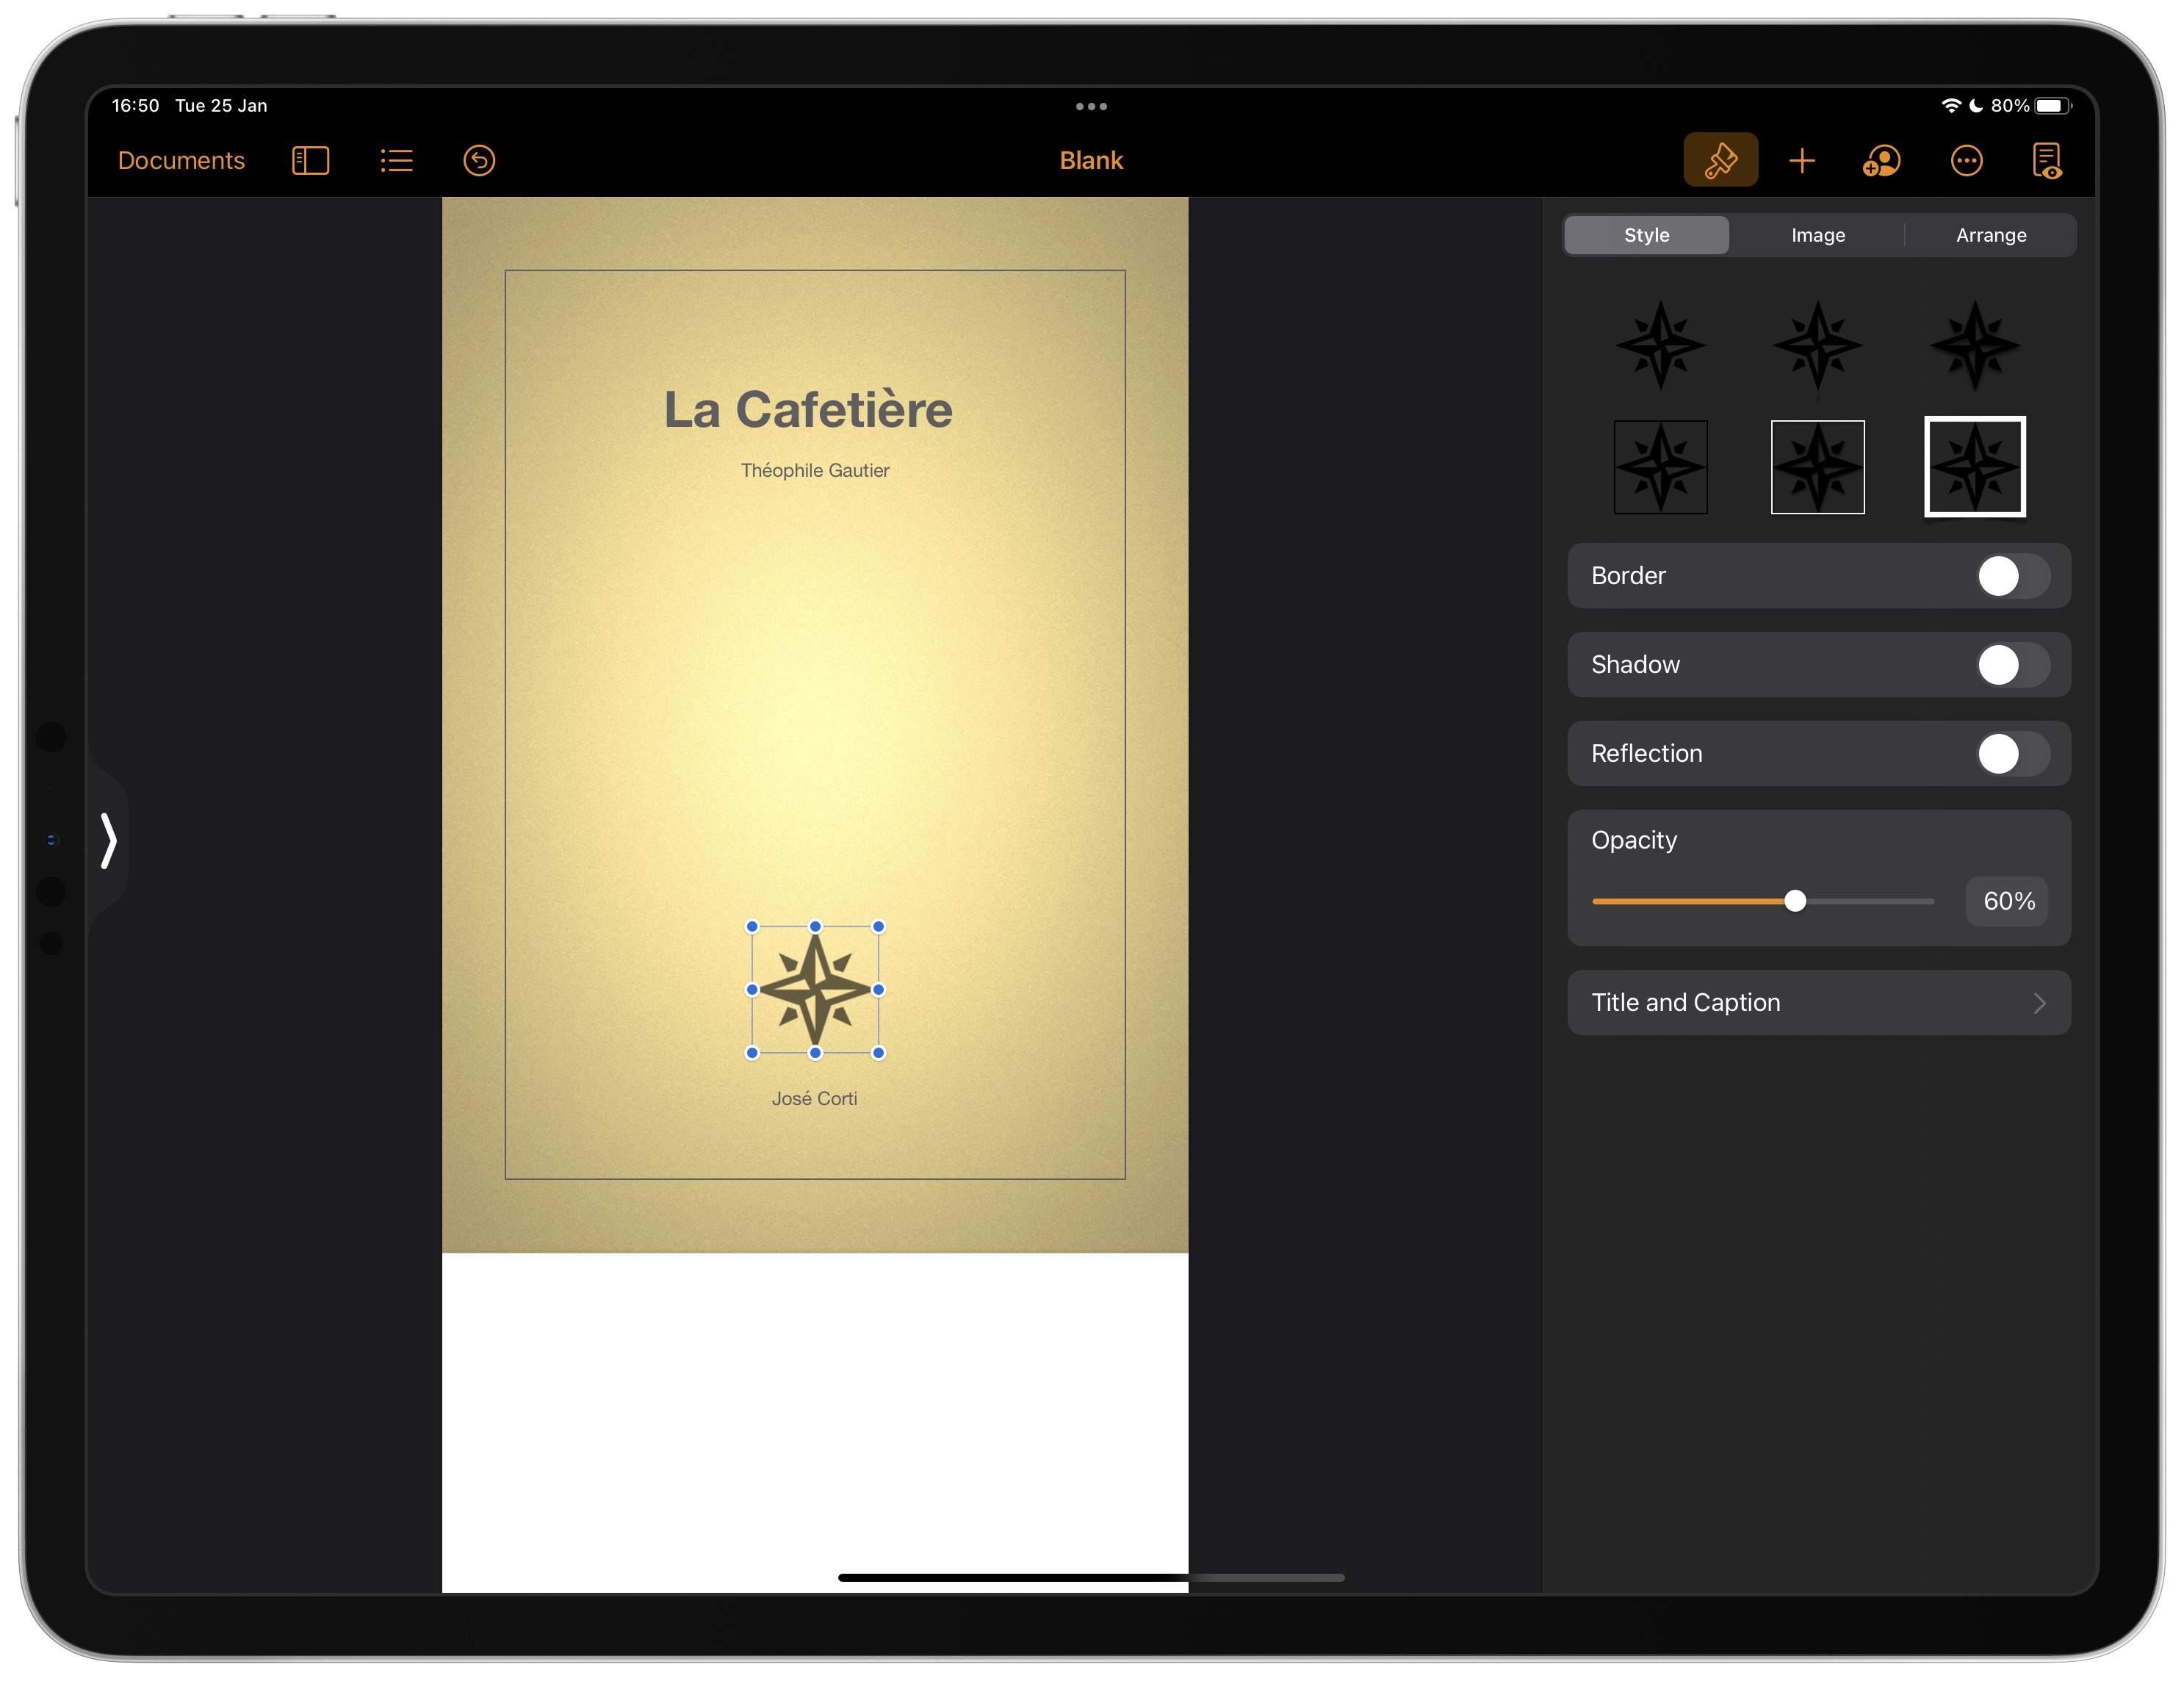 16:50 Tue 25 Jan
80%
Documents
Blank
Style Image Arrange
La Cafetière
Théophile Gautier
José Corti
Border
Shadow
Reflection
Opacity
60%
Title and Caption